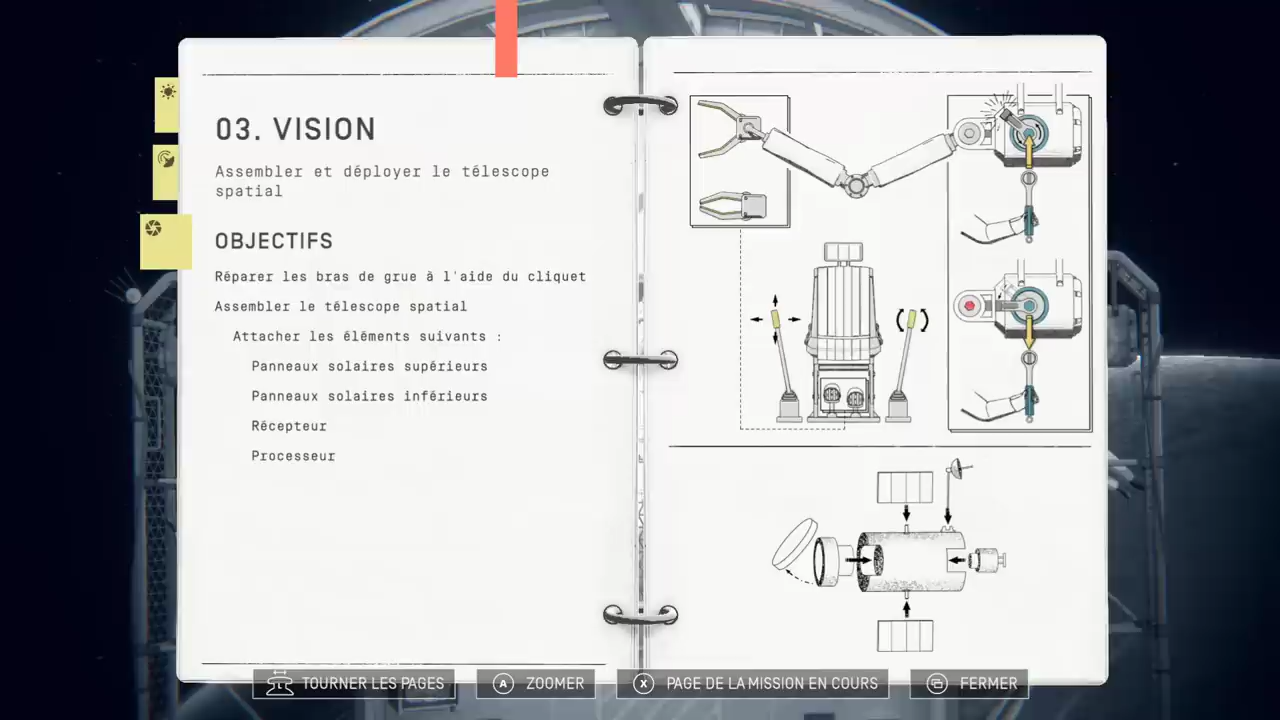 03. VISION
Assembler et déployer le télescope
spatial
OBJECTIFS
Réparer les bras de grue à l'aide du cliquet
Assembler le télescope spatial
Attacher les éléments suivants :
Panneaux solaires supérieurs
Panneaux solaires inférieurs
Récepteur
Processeur
L TOURNER LES PAGES
A ZOOMER
X PAGE DE LA MISSION EN COURS
FERMER